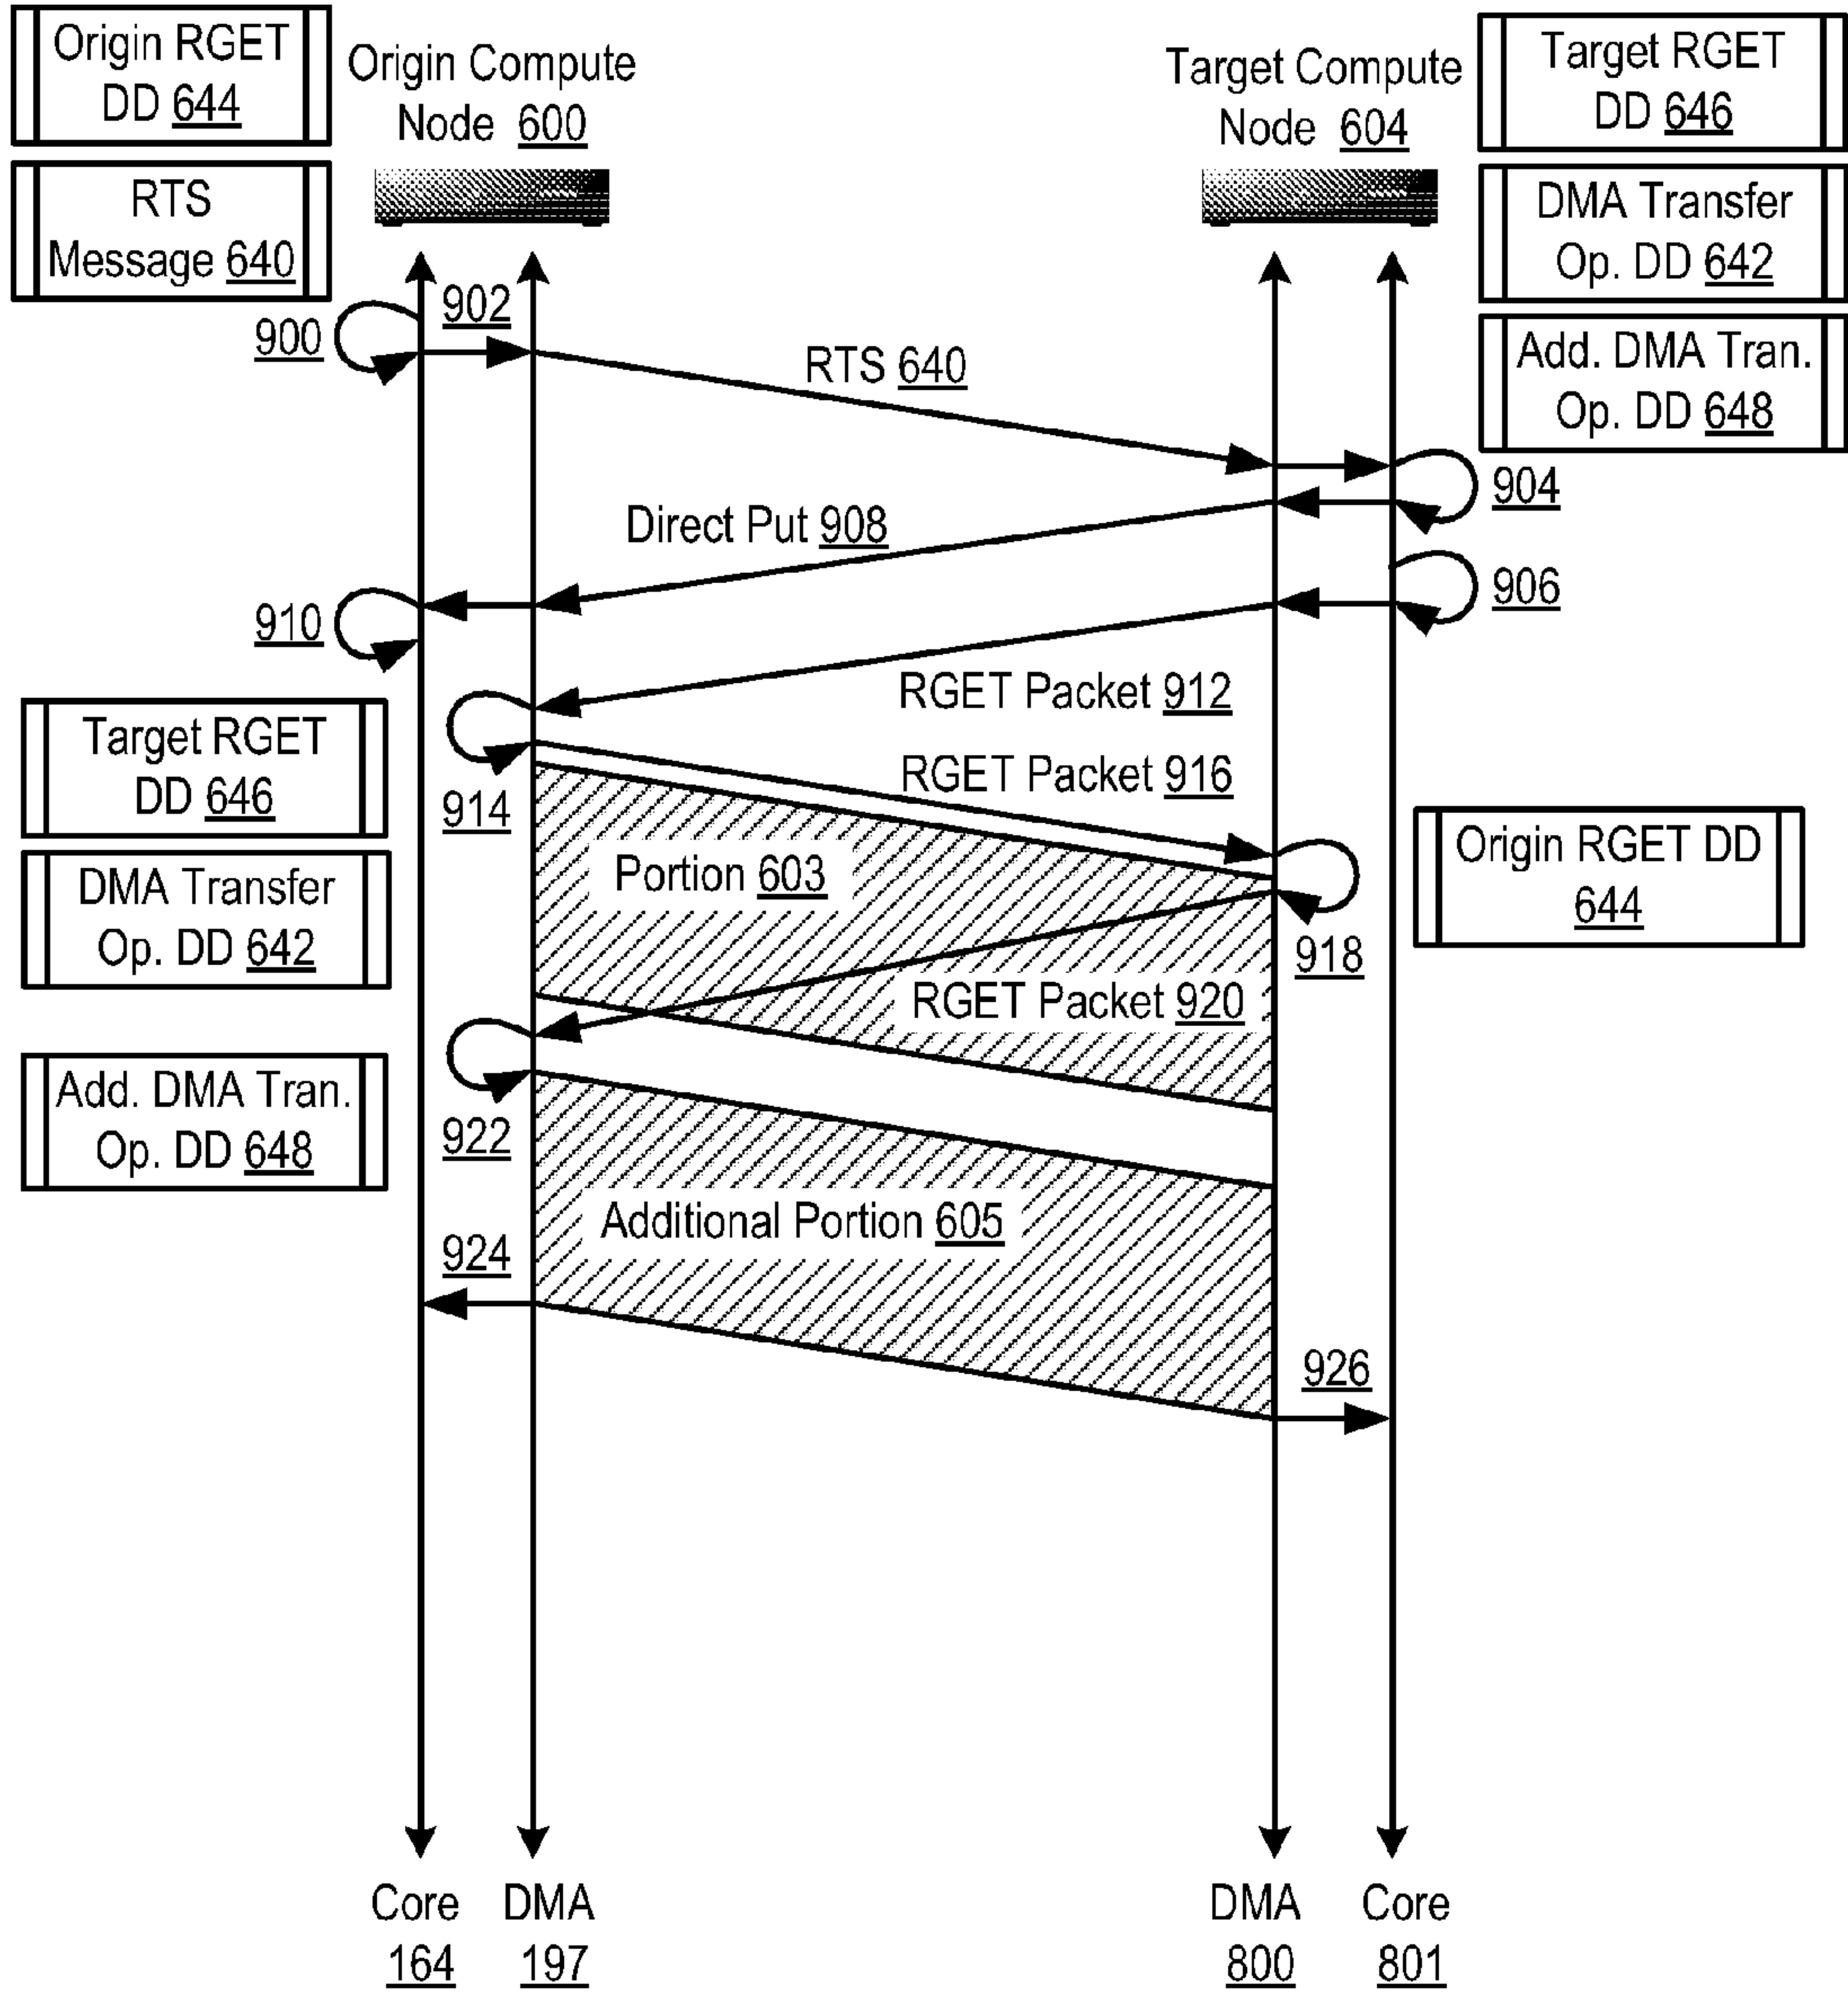 Origin RGET
DD 644
Origin Compute
Node 600
Target Compute
Node 604
Target RGET
DD 646
RTS
Message 640
DMA Transfer
Op. DD 642
Add. DMA Tran.
Op. DD 648
900
902
RTS 640
904
Direct Put 908
906
910
RGET Packet 912
Target RGET
DD 646
914
RGET Packet 916
Portion 603
Origin RGET DD
644
DMA Transfer
Op. DD 642
918
RGET Packet 920
Add. DMA Tran.
Op. DD 648
922
Additional Portion 605
924
926
Core
164
DMA
197
DMA
800
Core
801